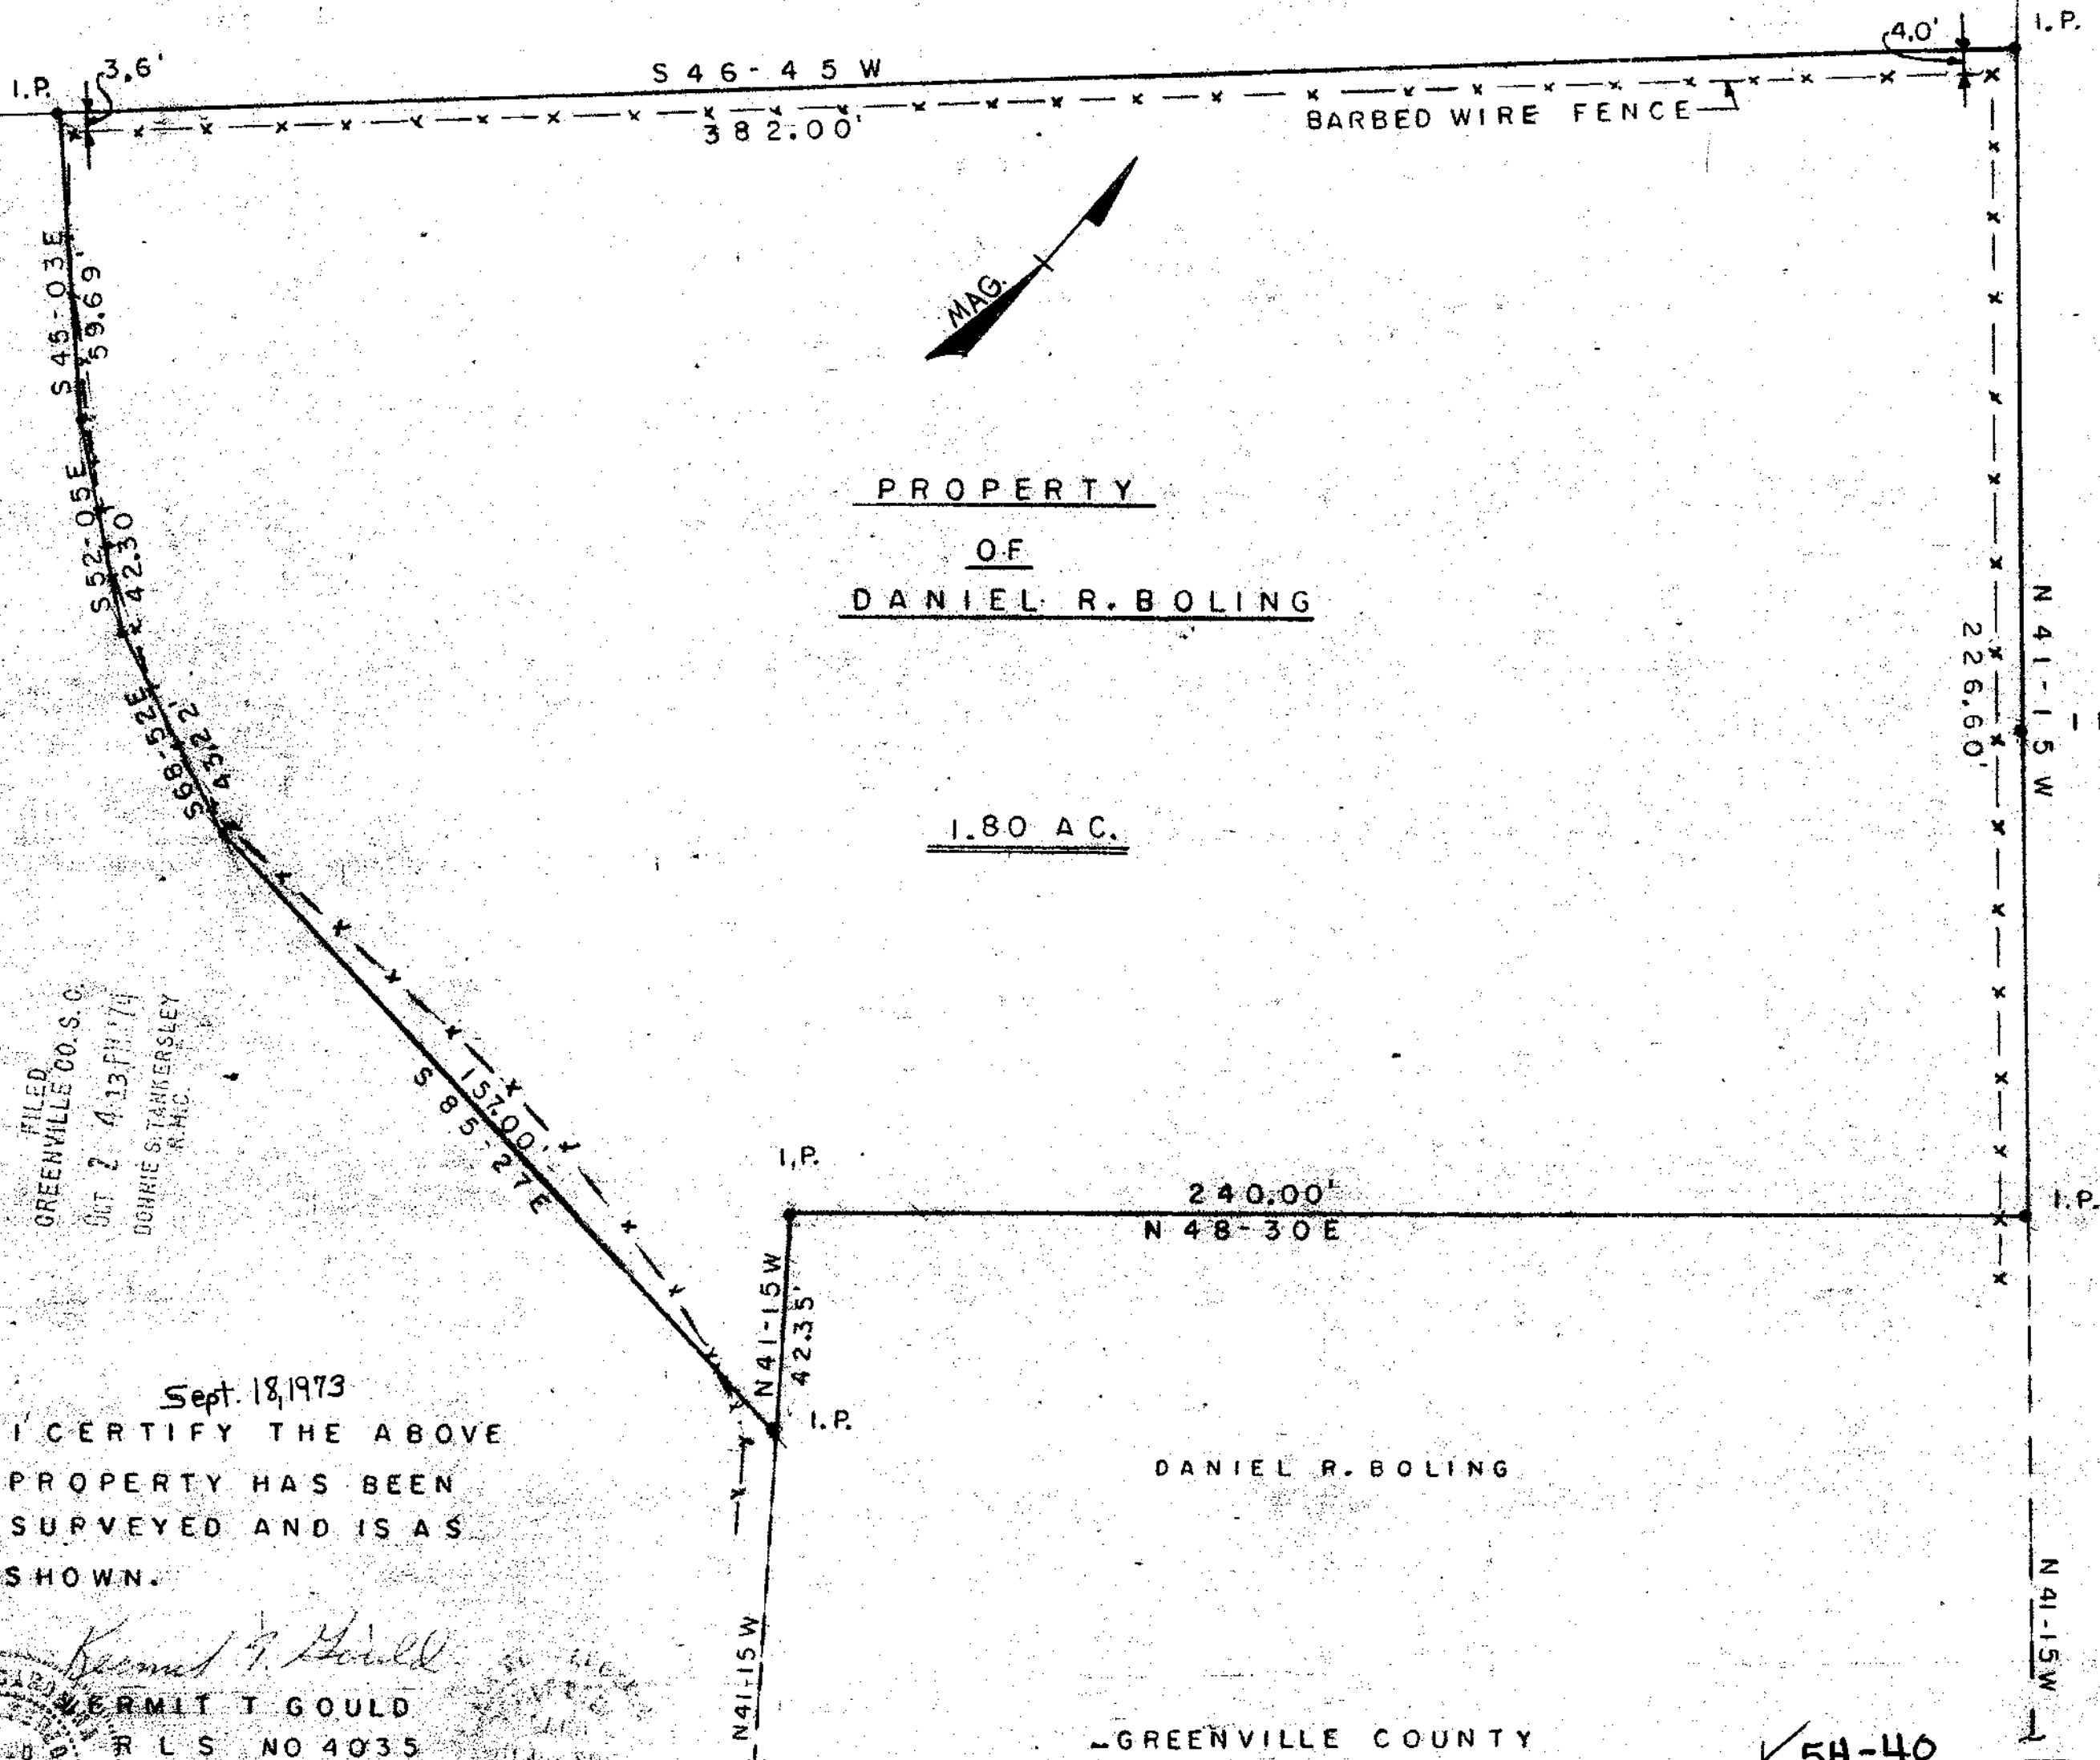 I.P.
3.6'
S 46-45 W
382.00'
BARBED WIRE FENCE
4.0'
I.P.
MAG.
S 45-03 E
59.69'
S 52-05 E
42.30'
S 68-52 E
43.22'
PROPERTY
OF
DANIEL R. BOLING
1.80 AC.
N 41-15 W
226.60'
157.00'
S 85-27 E
I.P.
240.00'
N 48-30 E
I.P.
N 41-15 W
42.35'
I.P.
FILED
GREENVILLE CO. S. C.
OCT 2 4 13 PM '74
DONNIE S. TANKERSLEY
R.M.C.
Sept. 18, 1973
I CERTIFY THE ABOVE
PROPERTY HAS BEEN
SURVEYED AND IS AS
SHOWN.
Kermit T. Gould
KERMIT T GOULD
R L S NO 4035
DANIEL R. BOLING
N 41-15 W
N 41-15 W
GREENVILLE COUNTY
5H-40